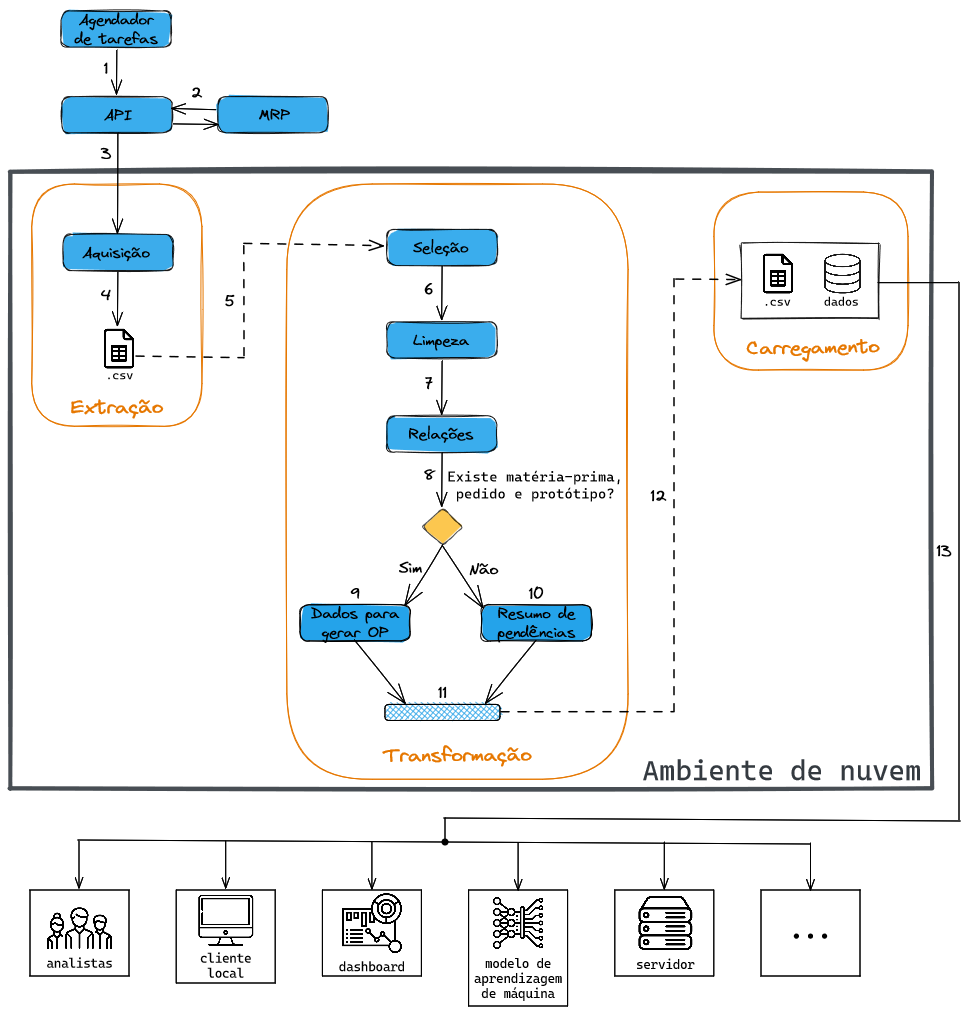 Agendador
de tarefas
1
API
2
MRP
3
Aquisição
4
.csv
Extração
5
Seleção
6
Limpeza
7
Relações
8
Existe matéria-prima,
pedido e protótipo?
Sim
Não
9
Dados para
gerar OP
10
Resumo de
pendências
11
Transformação
12
.csv
dados
Carregamento
13
Ambiente de nuvem
analistas
cliente
local
dashboard
modelo de
aprendizagem
de máquina
servidor
...